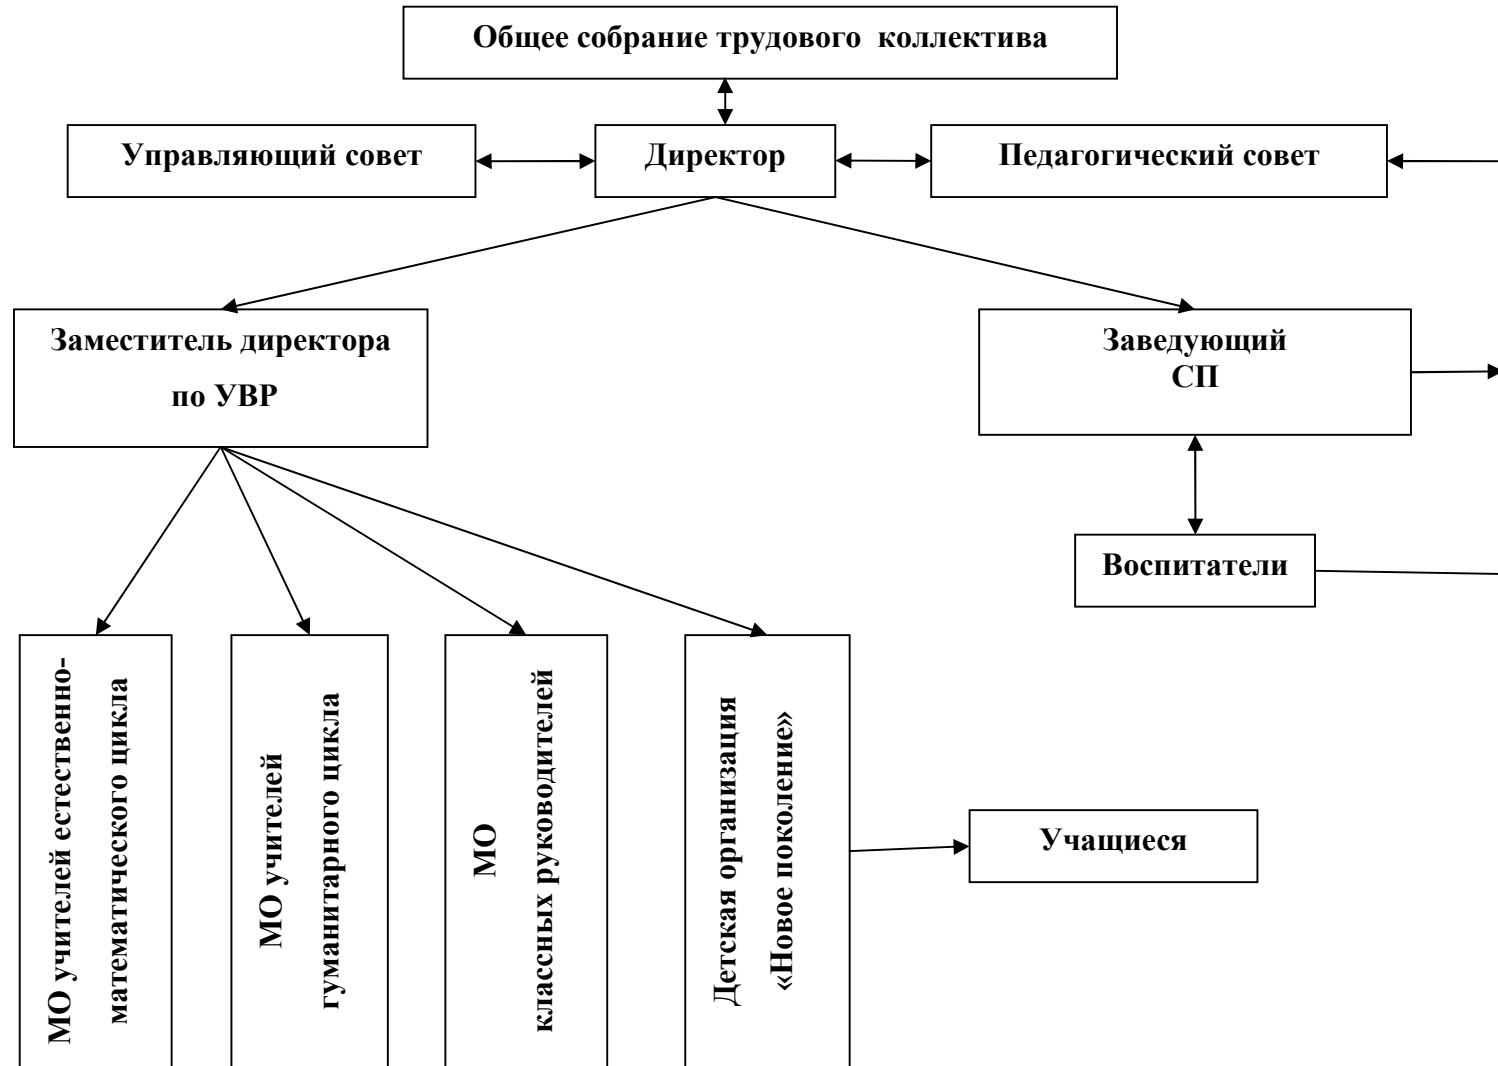 Общее собрание трудового коллектива
Управляющий совет
Директор
Педагогический совет
Заместитель директора
по УВР
Заведующий
СП
Воспитатели
МО учителей естественно-
математического цикла
МО учителей
гуманитарного цикла
МО
классных руководителей
Детская организация
«Новое поколение»
Учащиеся